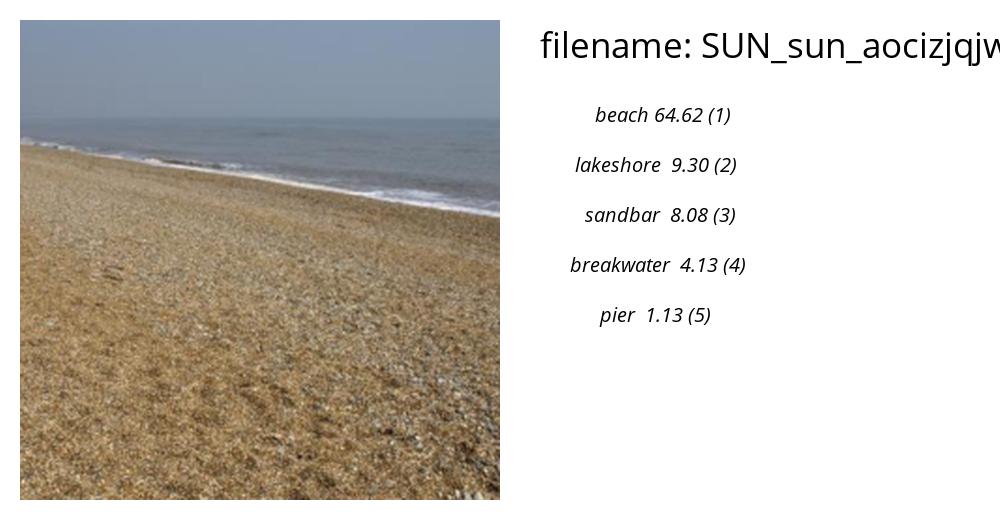 filename: SUN_sun_aocizjqjw
beach 64.62 (1)
lakeshore 9.30 (2)
sandbar 8.08 (3)
breakwater 4.13 (4)
pier 1.13 (5)